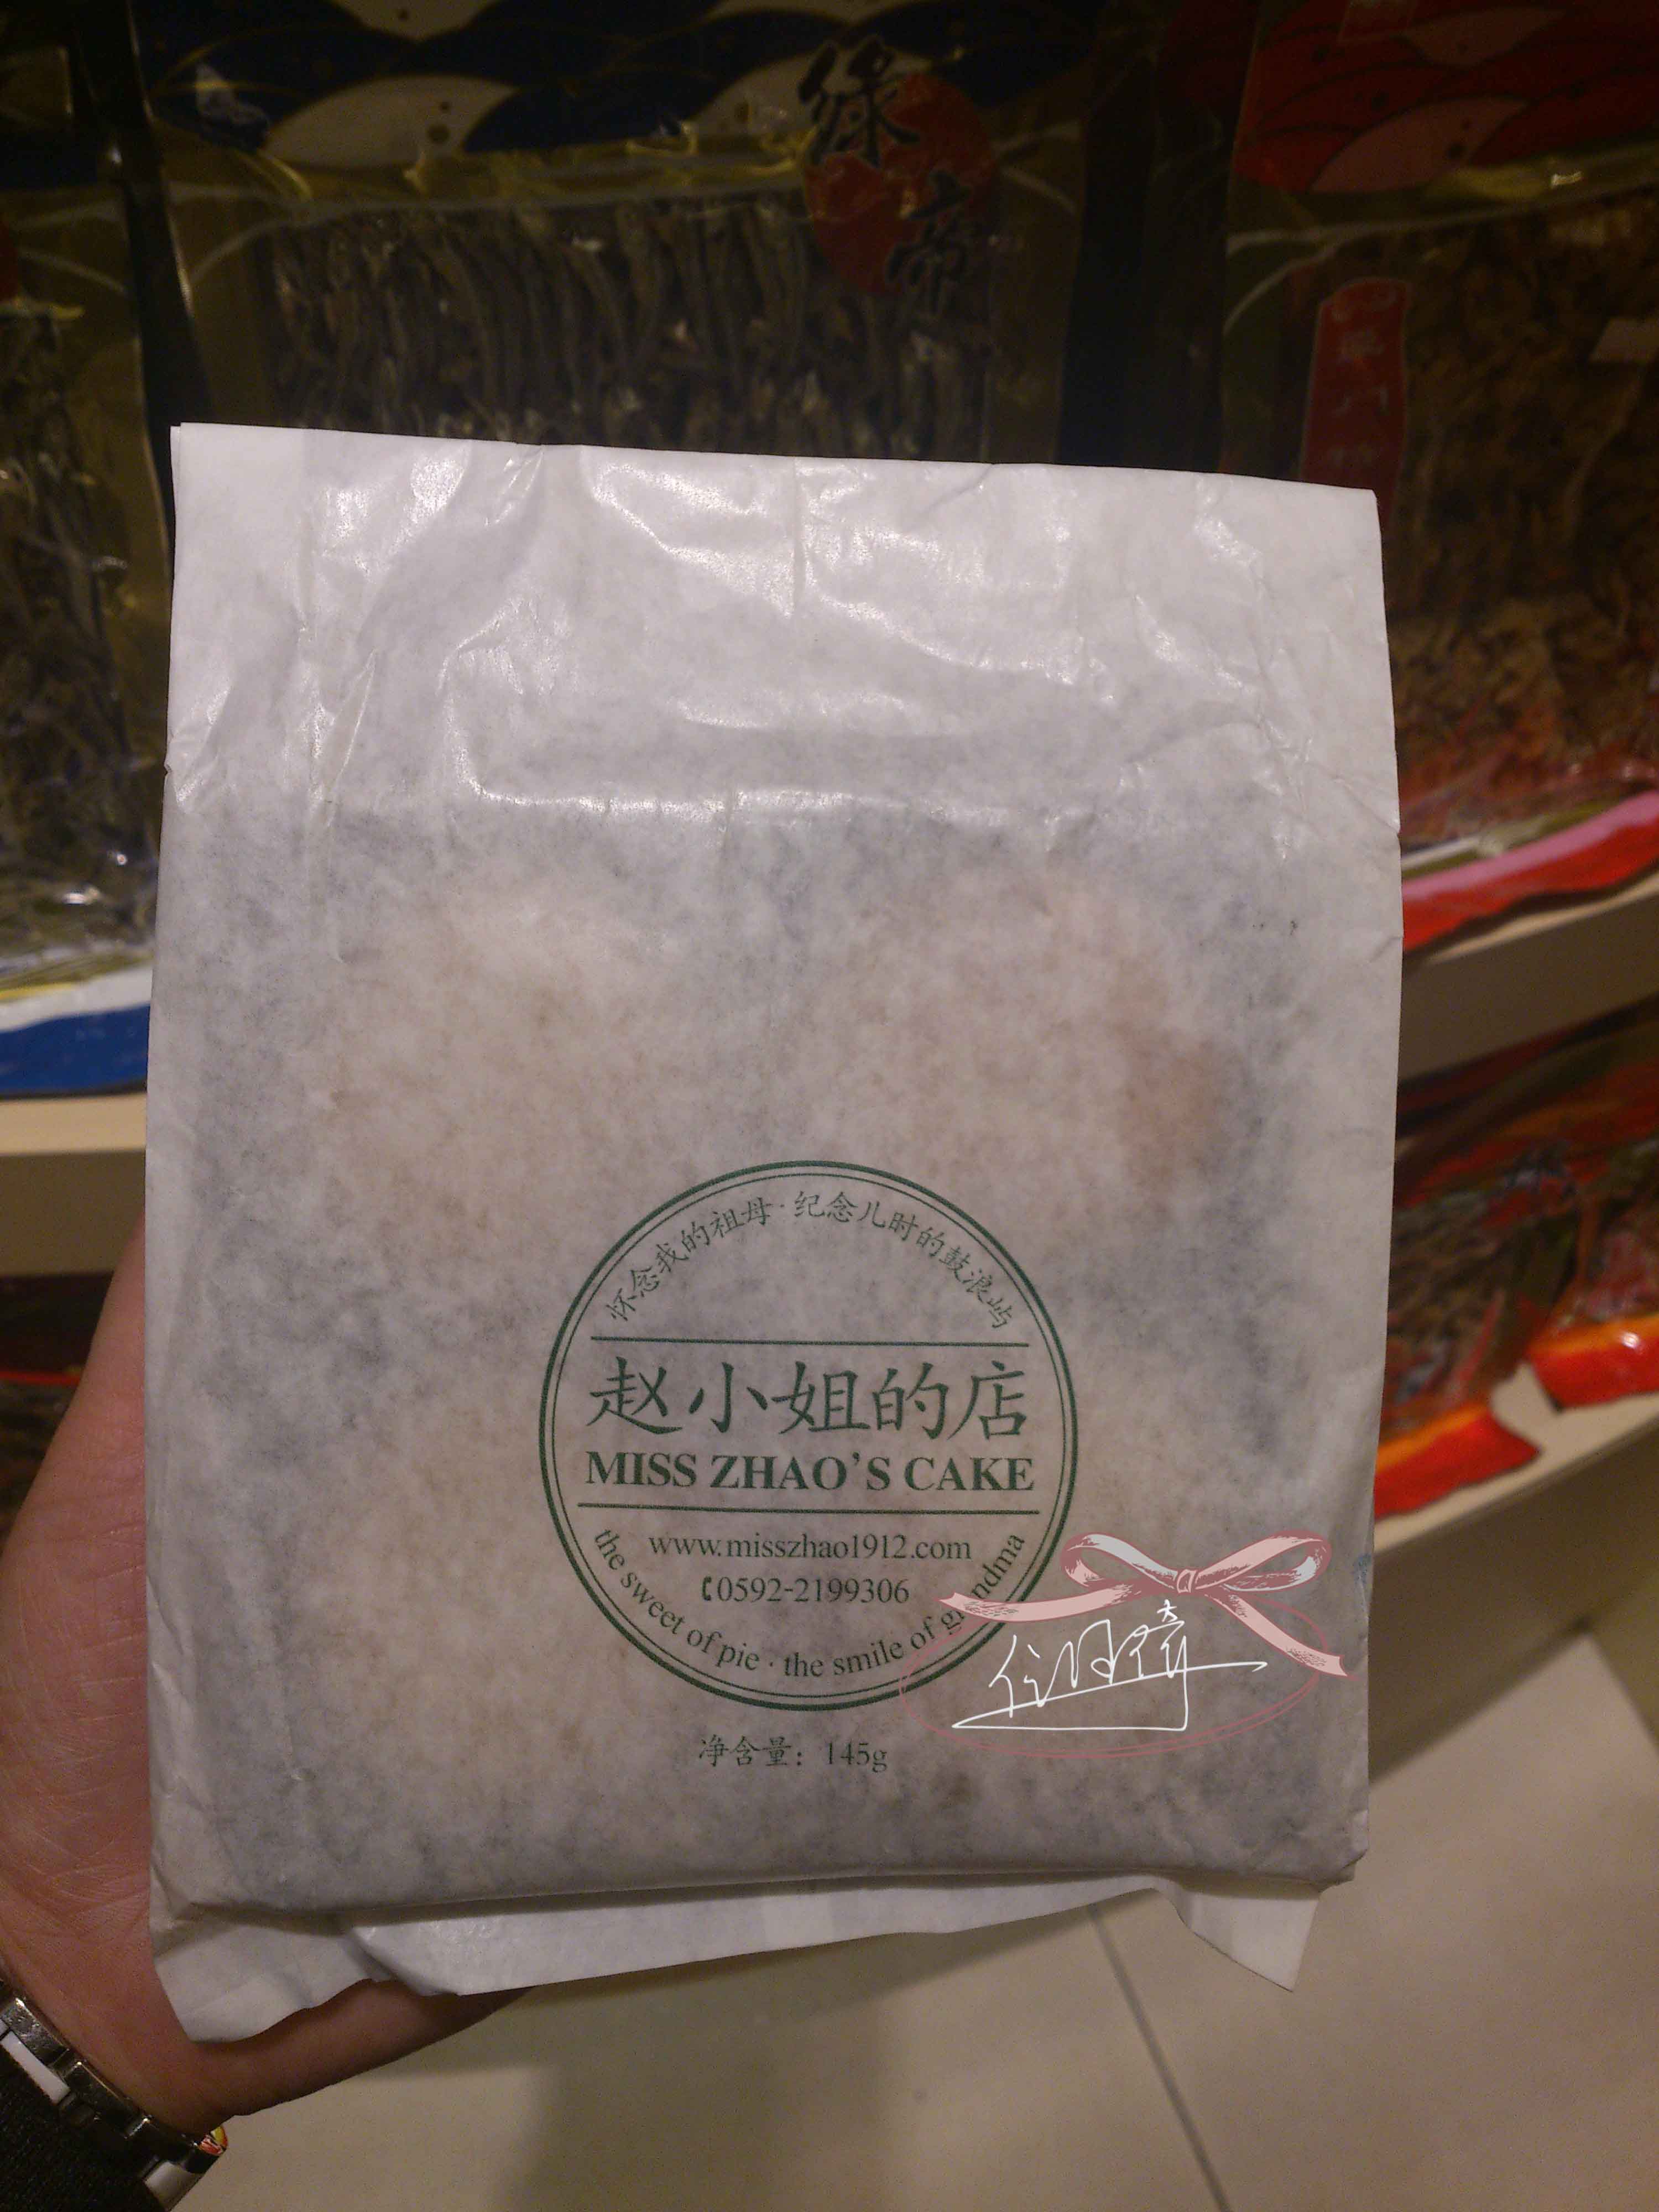 绿
帝
怀念我的祖母·纪念儿时的鼓浪屿
赵小姐的店
MISS ZHAO'S CAKE
www.misszhao1912.com
0592-2199306
the sweet of pie · the smile of grandma
净含量：145g